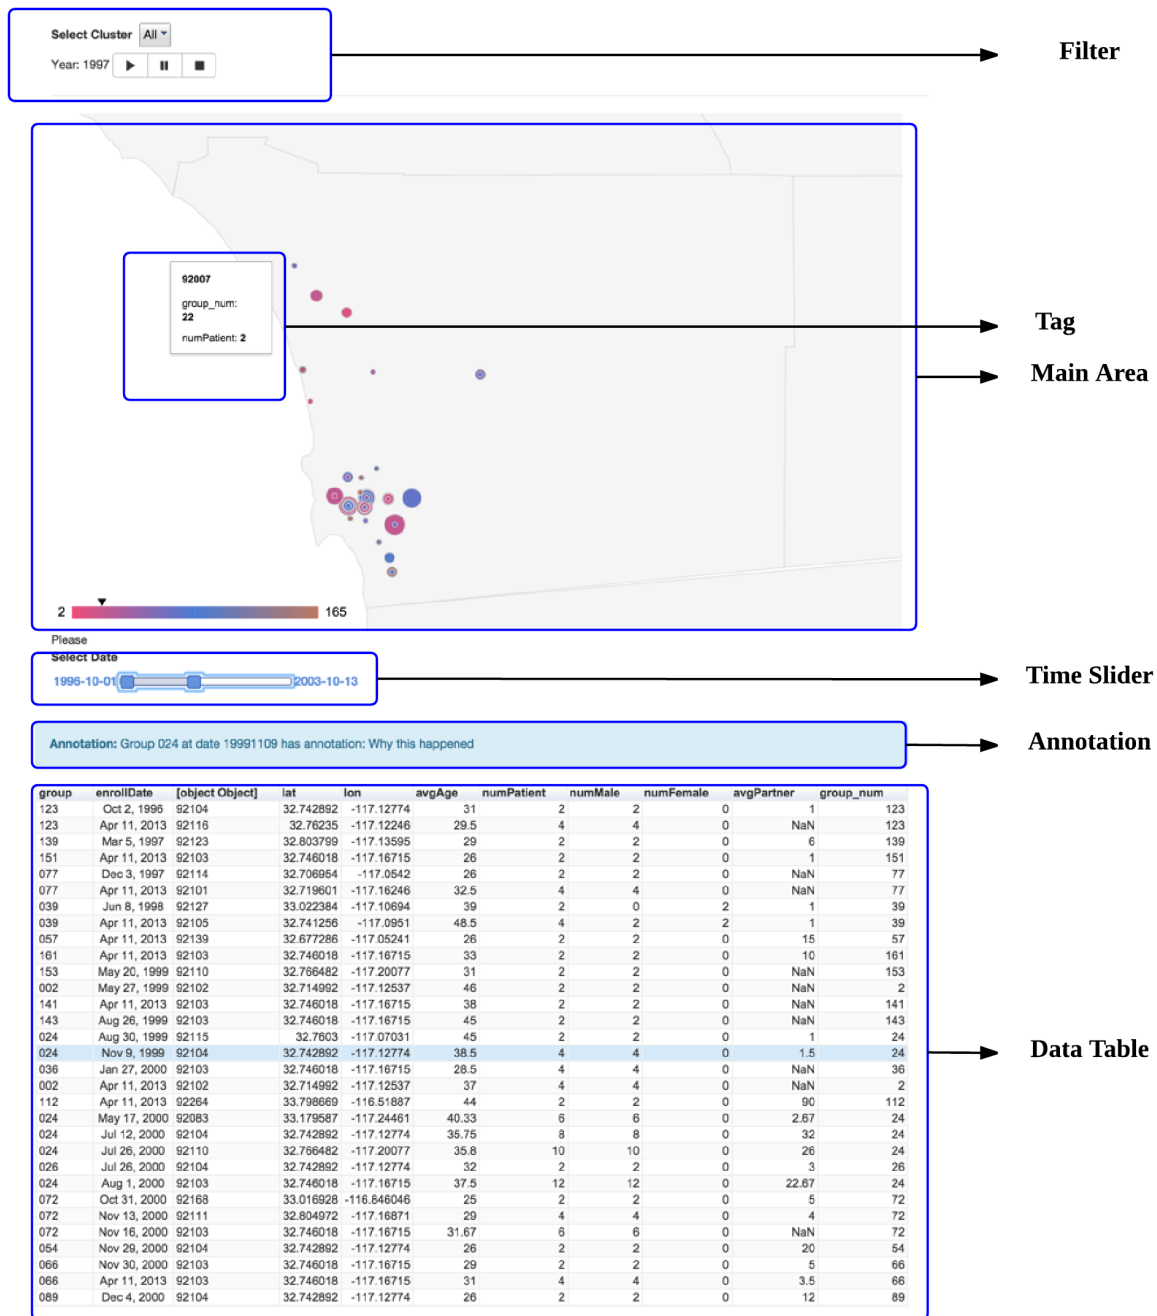 Select Cluster All
Filter
Year: 1997
92007
group_num:
22
numPatient: 2
Tag
Main Area
2 165
Please
Select Date
1996-10-01 2003-10-13
Time Slider
Annotation: Group 024 at date 19991109 has annotation: Why this happened
Annotation
group enrollDate [object Object] lat lon avgAge numPatient numMale numFemale avgPartner group_num
123 Oct 2, 1996 92104 32.742892 -117.12774 31 2 2 0 1 123
123 Apr 11, 2013 92116 32.76235 -117.12246 29.5 4 4 0 NaN 123
139 Mar 5, 1997 92123 32.803799 -117.13595 29 2 2 0 6 139
151 Apr 11, 2013 92103 32.746018 -117.16715 26 2 2 0 1 151
077 Dec 3, 1997 92114 32.706954 -117.0542 26 2 2 0 NaN 77
077 Apr 11, 2013 92101 32.719601 -117.16246 32.5 4 4 0 NaN 77
039 Jun 8, 1998 92127 33.022384 -117.10694 39 2 0 2 1 39
039 Apr 11, 2013 92105 32.741256 -117.0951 48.5 4 2 2 1 39
057 Apr 11, 2013 92139 32.677286 -117.05241 26 2 2 0 15 57
161 Apr 11, 2013 92103 32.746018 -117.16715 33 2 2 0 10 161
153 May 20, 1999 92110 32.766482 -117.20077 31 2 2 0 NaN 153
002 May 27, 1999 92102 32.714992 -117.12537 46 2 2 0 NaN 2
141 Apr 11, 2013 92103 32.746018 -117.16715 38 2 2 0 NaN 141
143 Aug 26, 1999 92103 32.746018 -117.16715 45 2 2 0 NaN 143
024 Aug 30, 1999 92115 32.7603 -117.07031 45 2 2 0 1 24
024 Nov 9, 1999 92104 32.742892 -117.12774 38.5 4 4 0 1.5 24
Data Table
036 Jan 27, 2000 92103 32.746018 -117.16715 28.5 4 4 0 NaN 36
002 Apr 11, 2013 92102 32.714992 -117.12537 37 4 4 0 NaN 2
112 Apr 11, 2013 92264 33.798669 -116.51887 44 2 2 0 90 112
024 May 17, 2000 92083 33.179587 -117.24461 40.33 6 6 0 2.67 24
024 Jul 12, 2000 92104 32.742892 -117.12774 35.75 8 8 0 32 24
024 Jul 26, 2000 92110 32.766482 -117.20077 35.8 10 10 0 26 24
026 Jul 26, 2000 92104 32.742892 -117.12774 32 2 2 0 3 26
024 Aug 1, 2000 92103 32.746018 -117.16715 37.5 12 12 0 22.67 24
072 Oct 31, 2000 92168 33.016928 -116.846046 25 2 2 0 5 72
072 Nov 13, 2000 92111 32.804972 -117.16871 29 4 4 0 4 72
072 Nov 16, 2000 92103 32.746018 -117.16715 31.67 6 6 0 NaN 72
054 Nov 29, 2000 92104 32.742892 -117.12774 26 2 2 0 20 54
066 Nov 30, 2000 92103 32.746018 -117.16715 29 2 2 0 5 66
066 Apr 11, 2013 92103 32.746018 -117.16715 31 4 4 0 3.5 66
089 Dec 4, 2000 92104 32.742892 -117.12774 26 2 2 0 12 89